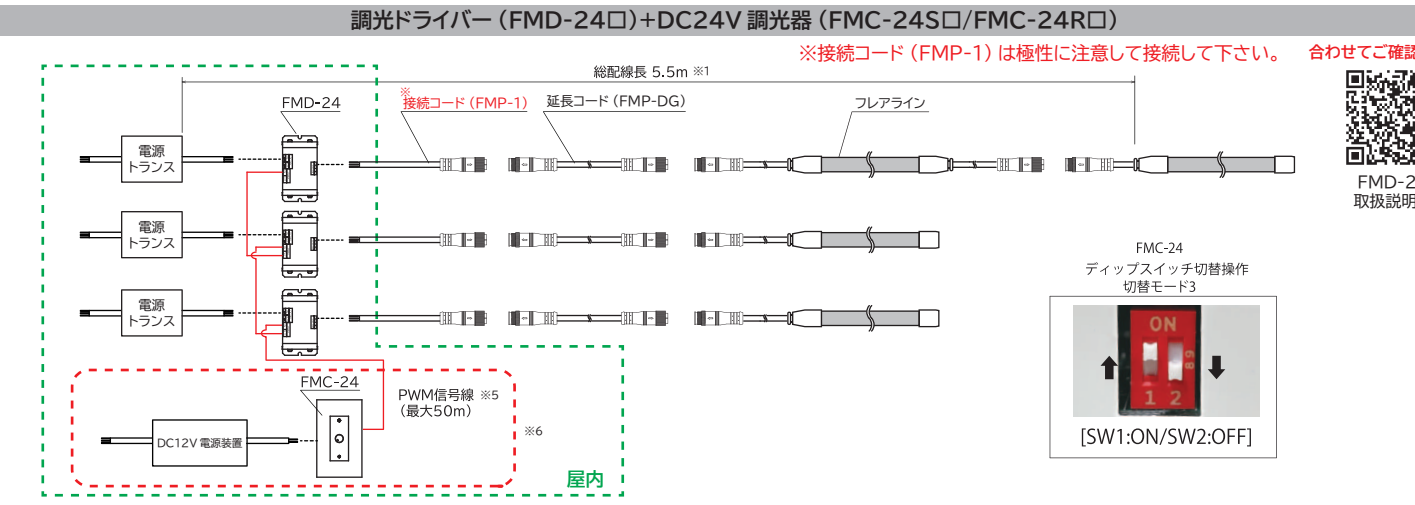 調光ドライバー（FMD-24□）+DC24V 調光器（FMC-24S□/FMC-24R□）
※接続コード（FMP-1）は極性に注意して接続して下さい。 合わせてご確認
総配線長 5.5m ※1
FMD-24
※
接続コード（FMP-1）
延長コード（FMP-DG）
フレアライン
電源
トランス
FMD-2
取扱説明
電源
トランス
FMC-24
ディップスイッチ切替操作
切替モード3
電源
トランス
ON
1 2
89
[SW1:ON/SW2:OFF]
FMC-24
PWM信号線 ※5
（最大50m）
※6
DC12V 電源装置
屋内